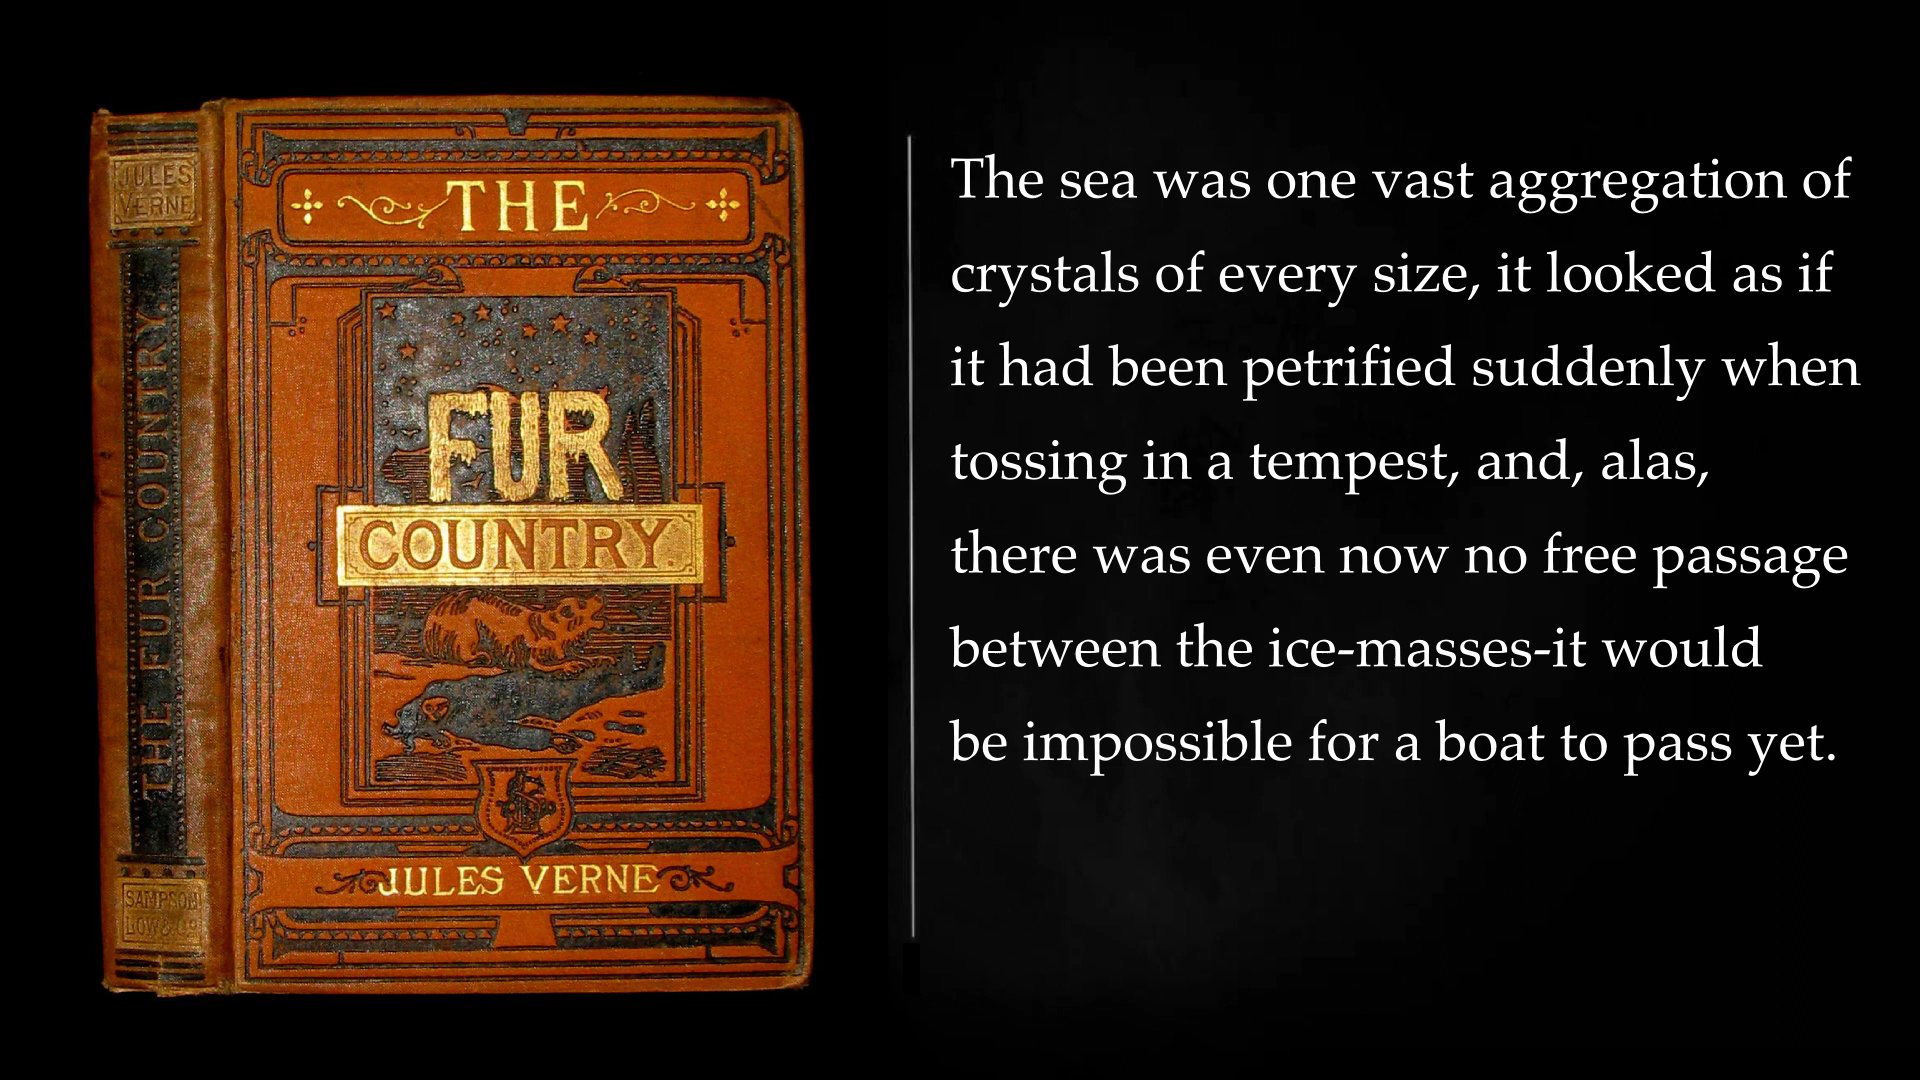 JULES
VERNE
THE FUR COUNTRY.
SAMPSON
LOW & Co
THE
FUR
COUNTRY.
JULES VERNE
The sea was one vast aggregation of
crystals of every size, it looked as if
it had been petrified suddenly when
tossing in a tempest, and, alas,
there was even now no free passage
between the ice-masses-it would
be impossible for a boat to pass yet.